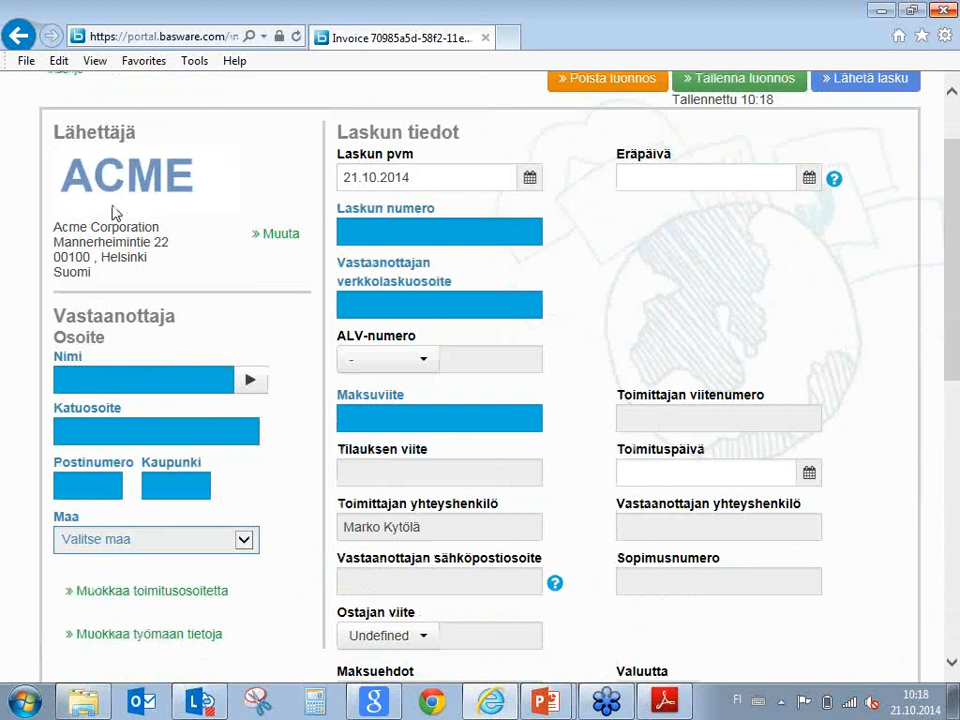 https://portal.basware.com/in
Invoice 70985a5d-58f2-11e...
File Edit View Favorites Tools Help
» Poista luonnos
» Tallenna luonnos
» Lähetä lasku
Tallennettu 10:18
Lähettäjä
ACME
Acme Corporation
Mannerheimintie 22
00100 , Helsinki
Suomi
» Muuta
Vastaanottaja
Osoite
Nimi
Katuosoite
Postinumero Kaupunki
Maa
Valitse maa
» Muokkaa toimitusosoitetta
» Muokkaa työmaan tietoja
Laskun tiedot
Laskun pvm
21.10.2014
Eräpäivä
Laskun numero
Vastaanottajan
verkkolaskuosoite
ALV-numero
-
Maksuviite
Toimittajan viitenumero
Tilauksen viite
Toimituspäivä
Toimittajan yhteyshenkilö
Marko Kytölä
Vastaanottajan yhteyshenkilö
Vastaanottajan sähköpostiosoite
Sopimusnumero
Ostajan viite
Undefined
Maksuehdot
Valuutta
FI
10:18
21.10.2014